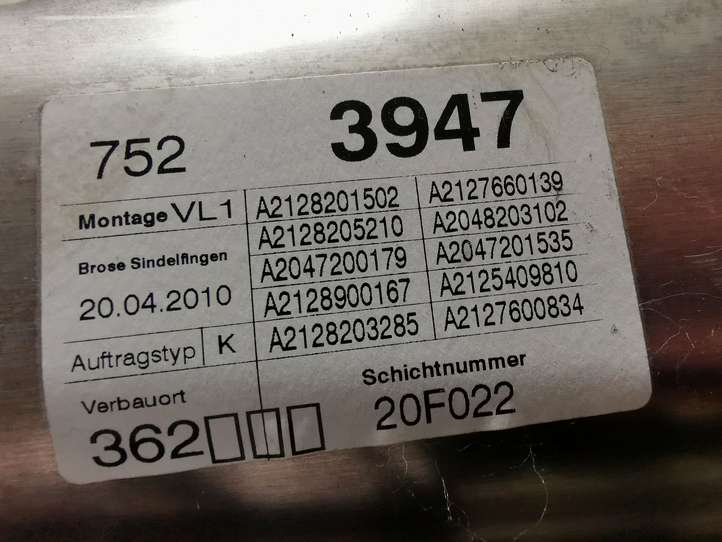 752 3947
Montage VL1 A2128201502 A2127660139
A2128205210 A2048203102
Brose Sindelfingen A2047200179 A2047201535
20.04.2010 A2128900167 A2125409810
Auftragstyp K A2128203285 A2127600834
Verbauort Schichtnummer
362 20F022